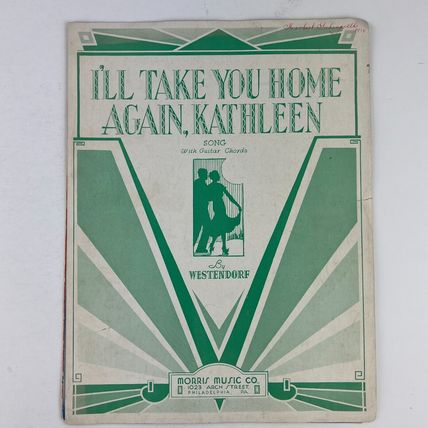 I'LL TAKE YOU HOME
AGAIN, KATHLEEN
SONG
With Guitar Chords
By
WESTENDORF
MORRIS MUSIC CO.
1023 ARCH STREET
PHILADELPHIA, PA.